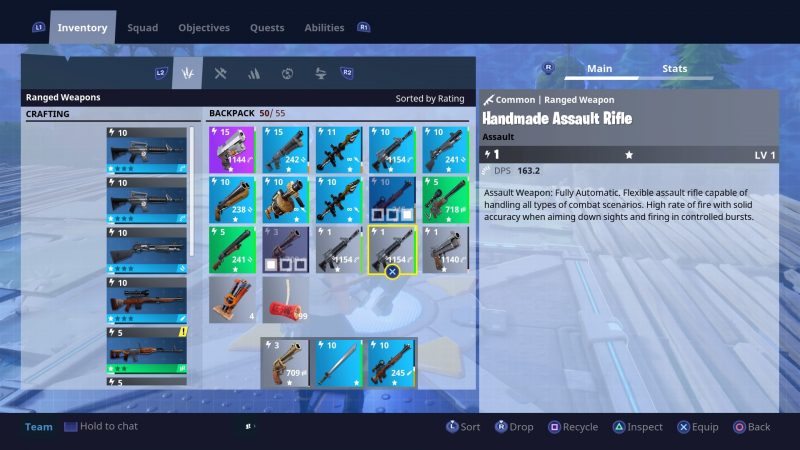 L1 Inventory Squad Objectives Quests Abilities R1
L2 R2
R Main Stats
Ranged Weapons Sorted by Rating
CRAFTING BACKPACK 50/ 55
Common | Ranged Weapon
Handmade Assault Rifle
Assault
1 LV 1
DPS 163.2
Assault Weapon: Fully Automatic. Flexible assault rifle capable of
handling all types of combat scenarios. High rate of fire with solid
accuracy when aiming down sights and firing in controlled bursts.
10
10
10
10
5 !
5
15 15 11 10 10
1144 242 ∞ 1154 241
10 10 10 10 5
238 ∞ ∞ 718
5 3 1 1 1
241 1154 1154 1140
4 99
3 10 10
709 245
Team Hold to chat
L Sort R Drop Recycle Inspect Equip Back